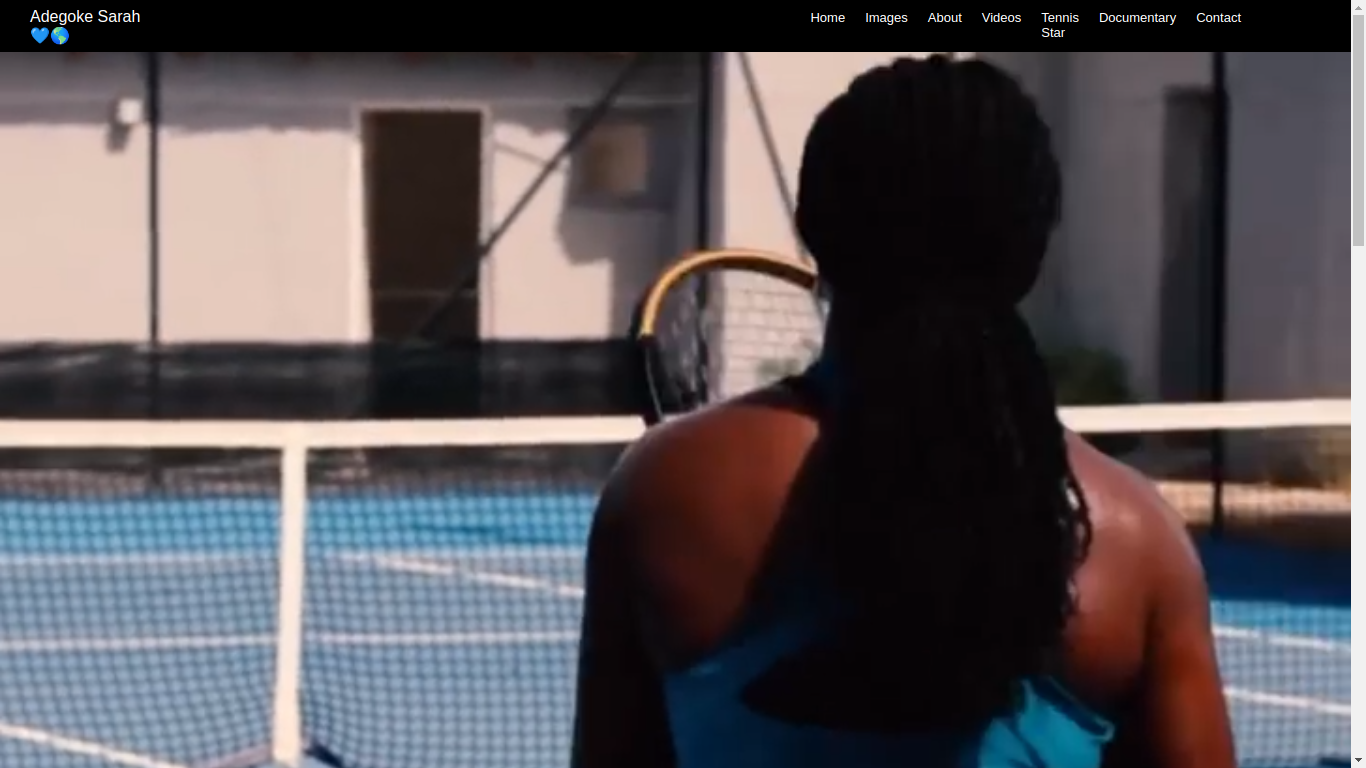 Adegoke Sarah
💙🌎
Home
Images
About
Videos
Tennis
Star
Documentary
Contact